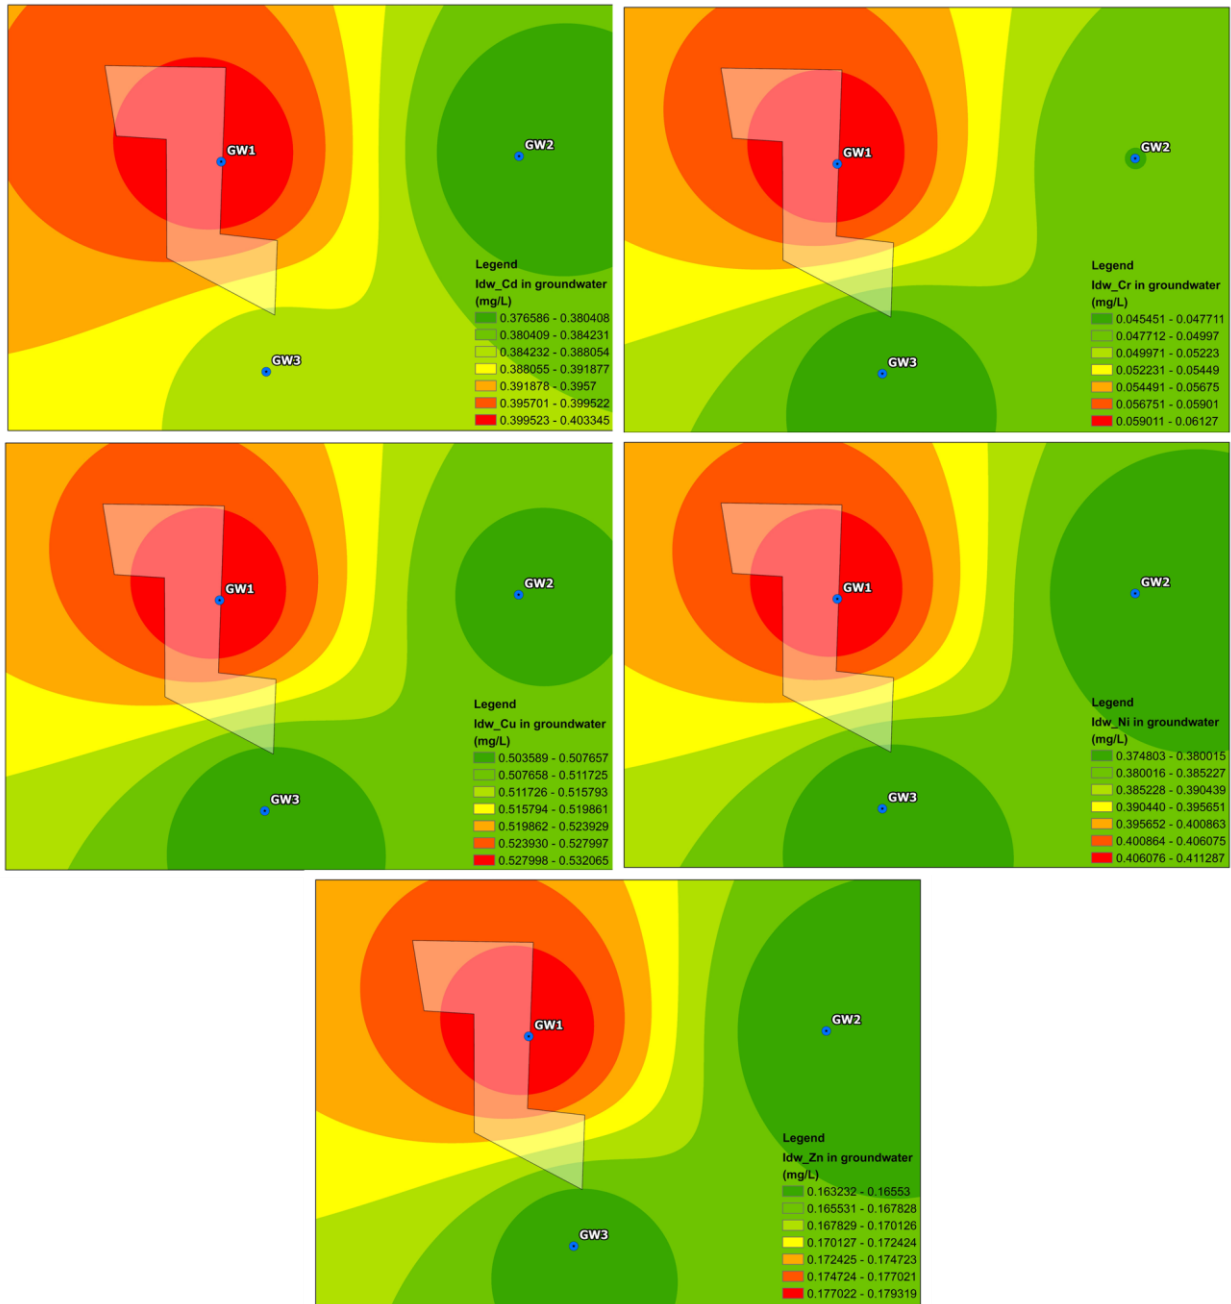 GW1
GW2
GW3
Legend
Idw_Cd in groundwater
(mg/L)
0.376586 - 0.380408
0.380409 - 0.384231
0.384232 - 0.388054
0.388055 - 0.391877
0.391878 - 0.3957
0.395701 - 0.399522
0.399523 - 0.403345
GW1
GW2
GW3
Legend
Idw_Cr in groundwater
(mg/L)
0.045451 - 0.047711
0.047712 - 0.04997
0.049971 - 0.05223
0.052231 - 0.05449
0.054491 - 0.05675
0.056751 - 0.05901
0.059011 - 0.06127
GW1
GW2
GW3
Legend
Idw_Cu in groundwater
(mg/L)
0.503589 - 0.507657
0.507658 - 0.511725
0.511726 - 0.515793
0.515794 - 0.519861
0.519862 - 0.523929
0.523930 - 0.527997
0.527998 - 0.532065
GW1
GW2
GW3
Legend
Idw_Ni in groundwater
(mg/L)
0.374803 - 0.380015
0.380016 - 0.385227
0.385228 - 0.390439
0.390440 - 0.395651
0.395652 - 0.400863
0.400864 - 0.406075
0.406076 - 0.411287
GW1
GW2
GW3
Legend
Idw_Zn in groundwater
(mg/L)
0.163232 - 0.16553
0.165531 - 0.167828
0.167829 - 0.170126
0.170127 - 0.172424
0.172425 - 0.174723
0.174724 - 0.177021
0.177022 - 0.179319